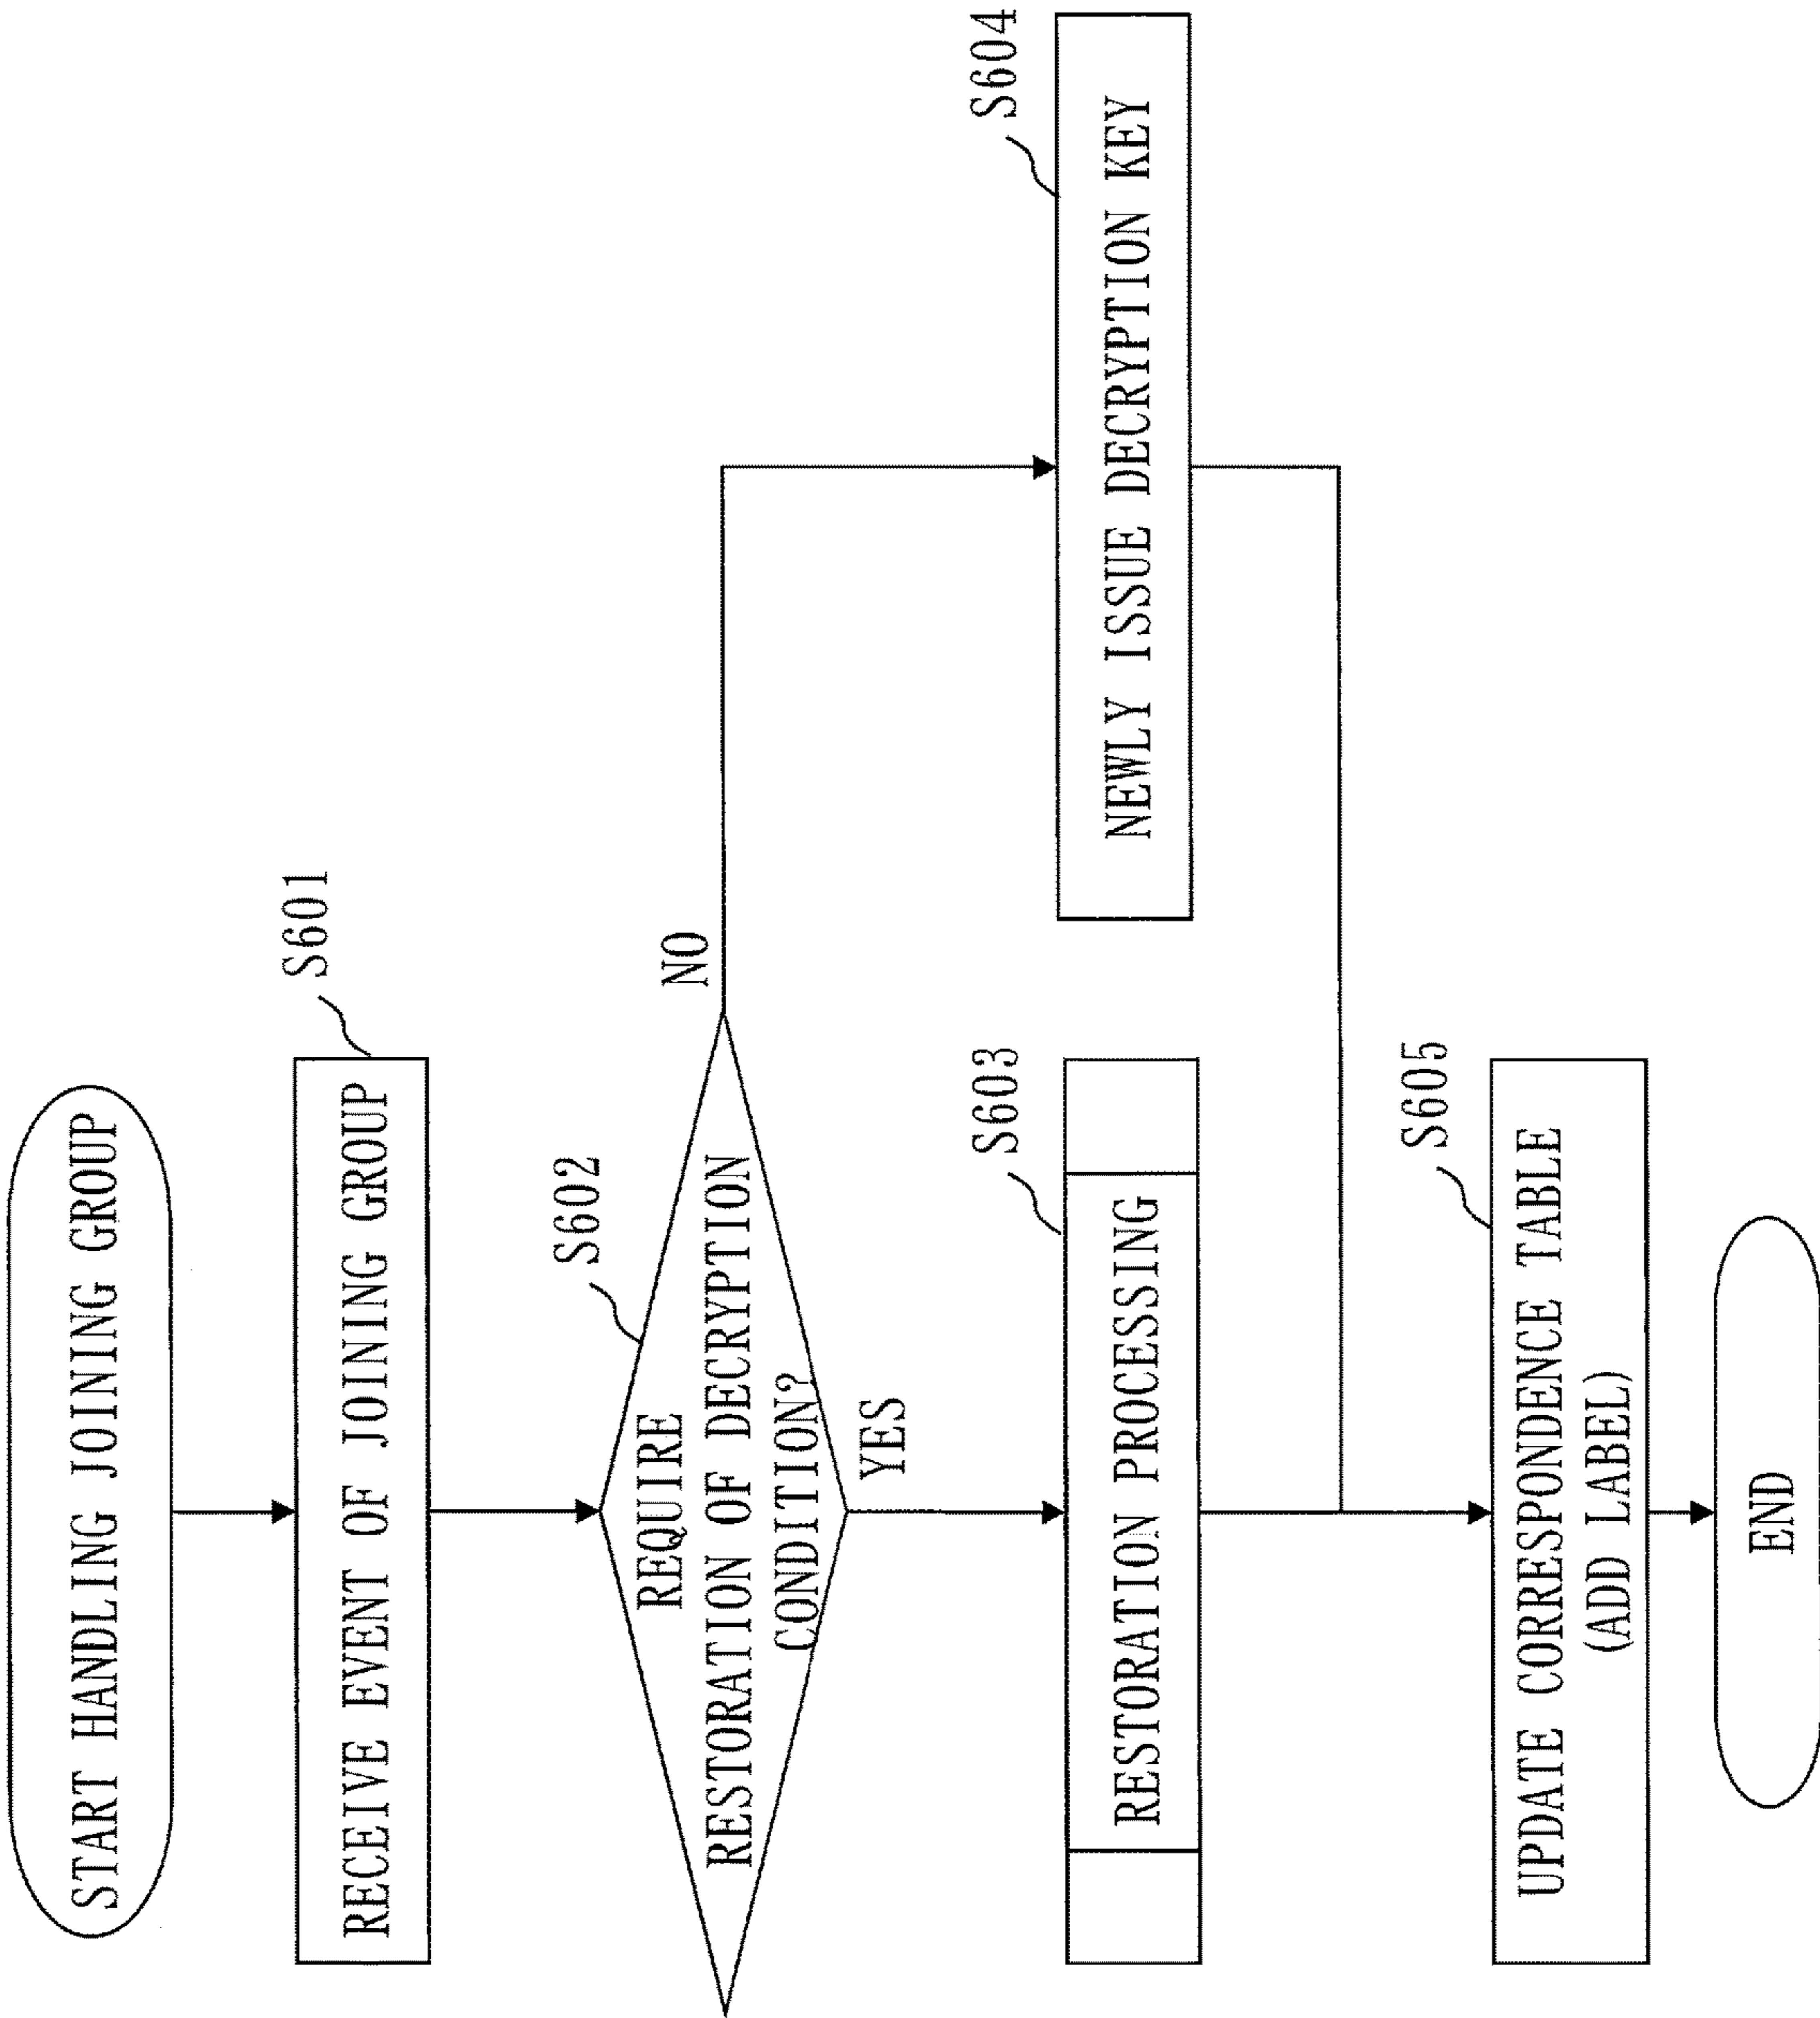 START HANDLING JOINING GROUP
S601
RECEIVE EVENT OF JOINING GROUP
S602
REQUIRE
RESTORATION OF DECRYPTION
CONDITION?
NO
YES
S603
RESTORATION PROCESSING
S604
NEWLY ISSUE DECRYPTION KEY
S605
UPDATE CORRESPONDENCE TABLE
(ADD LABEL)
END